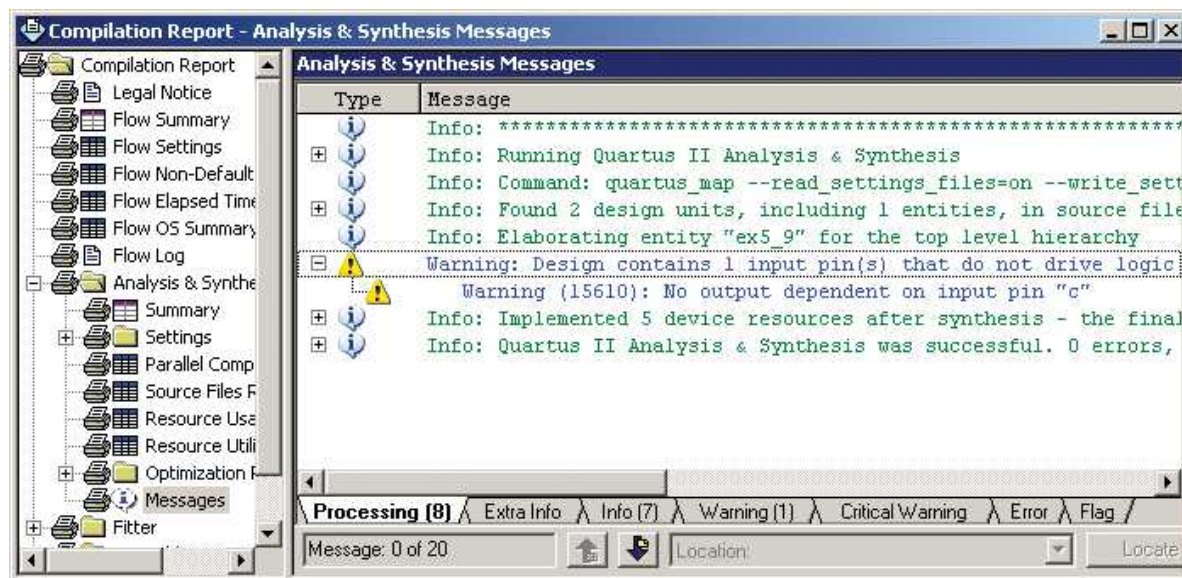 Compilation Report - Analysis & Synthesis Messages
Compilation Report
Legal Notice
Flow Summary
Flow Settings
Flow Non-Default
Flow Elapsed Time
Flow OS Summary
Flow Log
Analysis & Synthe
Summary
Settings
Parallel Comp
Source Files R
Resource Usa
Resource Utili
Optimization
Messages
Fitter
Analysis & Synthesis Messages
Type Message
Info: **********************************************************
Info: Running Quartus II Analysis & Synthesis
Info: Command: quartus_map --read_settings_files=on --write_sett
Info: Found 2 design units, including 1 entities, in source file
Info: Elaborating entity "ex5_9" for the top level hierarchy
Warning: Design contains 1 input pin(s) that do not drive logic
Warning (15610): No output dependent on input pin "c"
Info: Implemented 5 device resources after synthesis - the final
Info: Quartus II Analysis & Synthesis was successful. 0 errors,
Processing (8) Extra Info Info (7) Warning (1) Critical Warning Error Flag
Message: 0 of 20 Location: Locate